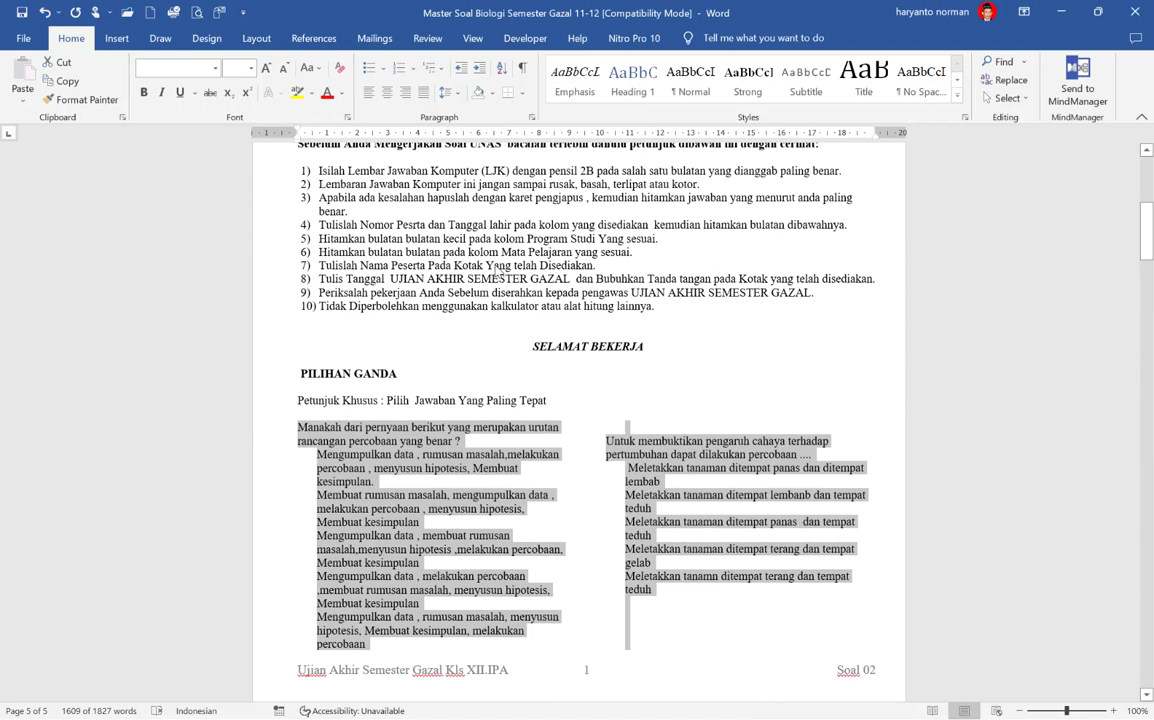 Master Soal Biologi Semester Gazal 11-12 [Compatibility Mode] - Word
haryanto norman
File Home Insert Draw Design Layout References Mailings Review View Developer Help Nitro Pro 10 Tell me what you want to do
Paste
Cut
Copy
Format Painter
Clipboard
Font
Paragraph
AaBbCcL Emphasis
AaBbC Heading 1
AaBbCcI ¶ Normal
AaBbCcI Strong
AaBbCcL Subtitle
AaB Title
AaBbCcI ¶ No Spac...
Styles
Find
Replace
Select
Editing
Send to
MindManager
Sebelum Anda Mengerjakan Soal UNAS bacalah terlebih dahulu petunjuk dibawah ini dengan cermat:
1) Isilah Lembar Jawaban Komputer (LJK) dengan pensil 2B pada salah satu bulatan yang dianggab paling benar.
2) Lembaran Jawaban Komputer ini jangan sampai rusak, basah, terlipat atau kotor.
3) Apabila ada kesalahan hapuslah dengan karet pengjapus , kemudian hitamkan jawaban yang menurut anda paling
benar.
4) Tulislah Nomor Pesrta dan Tanggal lahir pada kolom yang disediakan kemudian hitamkan bulatan dibawahnya.
5) Hitamkan bulatan bulatan kecil pada kolom Program Studi Yang sesuai.
6) Hitamkan bulatan bulatan pada kolom Mata Pelajaran yang sesuai.
7) Tulislah Nama Peserta Pada Kotak Yang telah Disediakan.
8) Tulis Tanggal UJIAN AKHIR SEMESTER GAZAL dan Bubuhkan Tanda tangan pada Kotak yang telah disediakan.
9) Periksalah pekerjaan Anda Sebelum diserahkan kepada pengawas UJIAN AKHIR SEMESTER GAZAL.
10) Tidak Diperbolehkan menggunakan kalkulator atau alat hitung lainnya.
SELAMAT BEKERJA
PILIHAN GANDA
Petunjuk Khusus : Pilih Jawaban Yang Paling Tepat
Manakah dari pernyaan berikut yang merupakan urutan
rancangan percobaan yang benar ?
Mengumpulkan data , rumusan masalah,melakukan
percobaan , menyusun hipotesis, Membuat
kesimpulan.
Membuat rumusan masalah, mengumpulkan data ,
melakukan percobaan , menyusun hipotesis,
Membuat kesimpulan
Mengumpulkan data , membuat rumusan
masalah,menyusun hipotesis ,melakukan percobaan,
Membuat kesimpulan
Mengumpulkan data , melakukan percobaan
,membuat rumusan masalah, menyusun hipotesis,
Membuat kesimpulan
Mengumpulkan data , rumusan masalah, menyusun
hipotesis, Membuat kesimpulan, melakukan
percobaan
Untuk membuktikan pengaruh cahaya terhadap
pertumbuhan dapat dilakukan percobaan ....
Meletakkan tanaman ditempat panas dan ditempat
lembab
Meletakkan tanaman ditempat lembanb dan tempat
teduh
Meletakkan tanaman ditempat panas dan tempat
teduh
Meletakkan tanaman ditempat terang dan tempat
gelab
Meletakkan tanamn ditempat terang dan tempat
teduh
Ujian Akhir Semester Gazal Kls XII.IPA 1 Soal 02
Page 5 of 5 1609 of 1827 words Indonesian Accessibility: Unavailable 100%